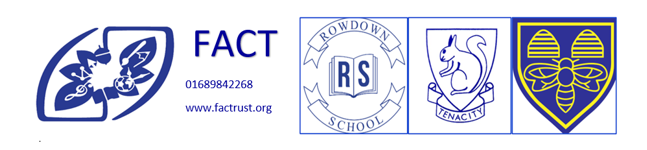 FACT
01689842268
www.factrust.org
ROWDOWN
RS
SCHOOL
TENACITY